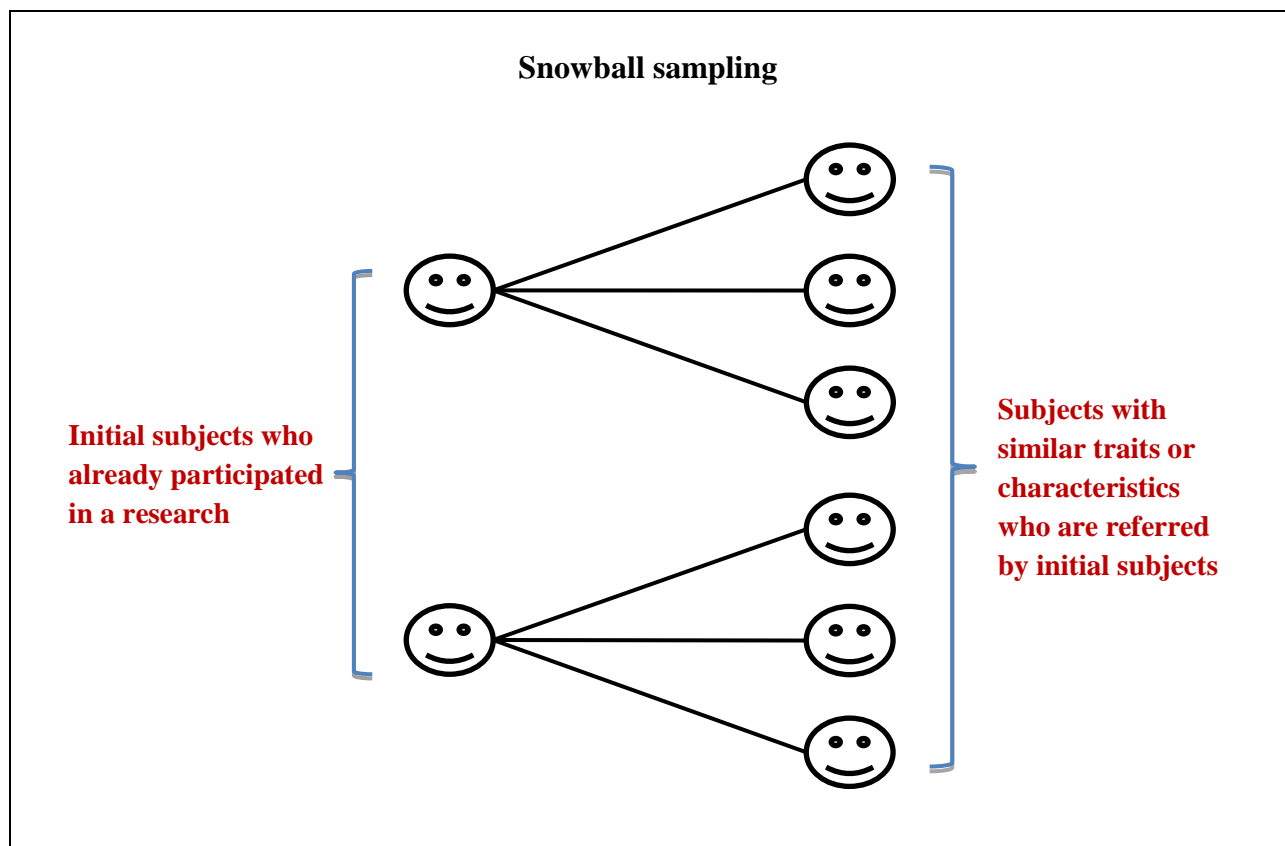 Snowball sampling
Initial subjects who
already participated
in a research
Subjects with
similar traits or
characteristics
who are referred
by initial subjects